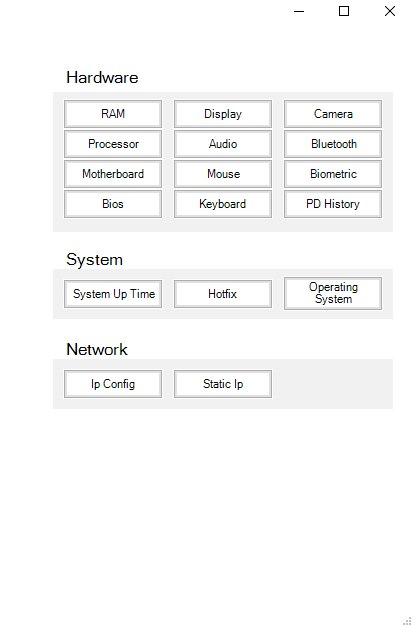 Hardware
RAM
Display
Camera
Processor
Audio
Bluetooth
Motherboard
Mouse
Biometric
Bios
Keyboard
PD History
System
System Up Time
Hotfix
Operating
System
Network
Ip Config
Static Ip